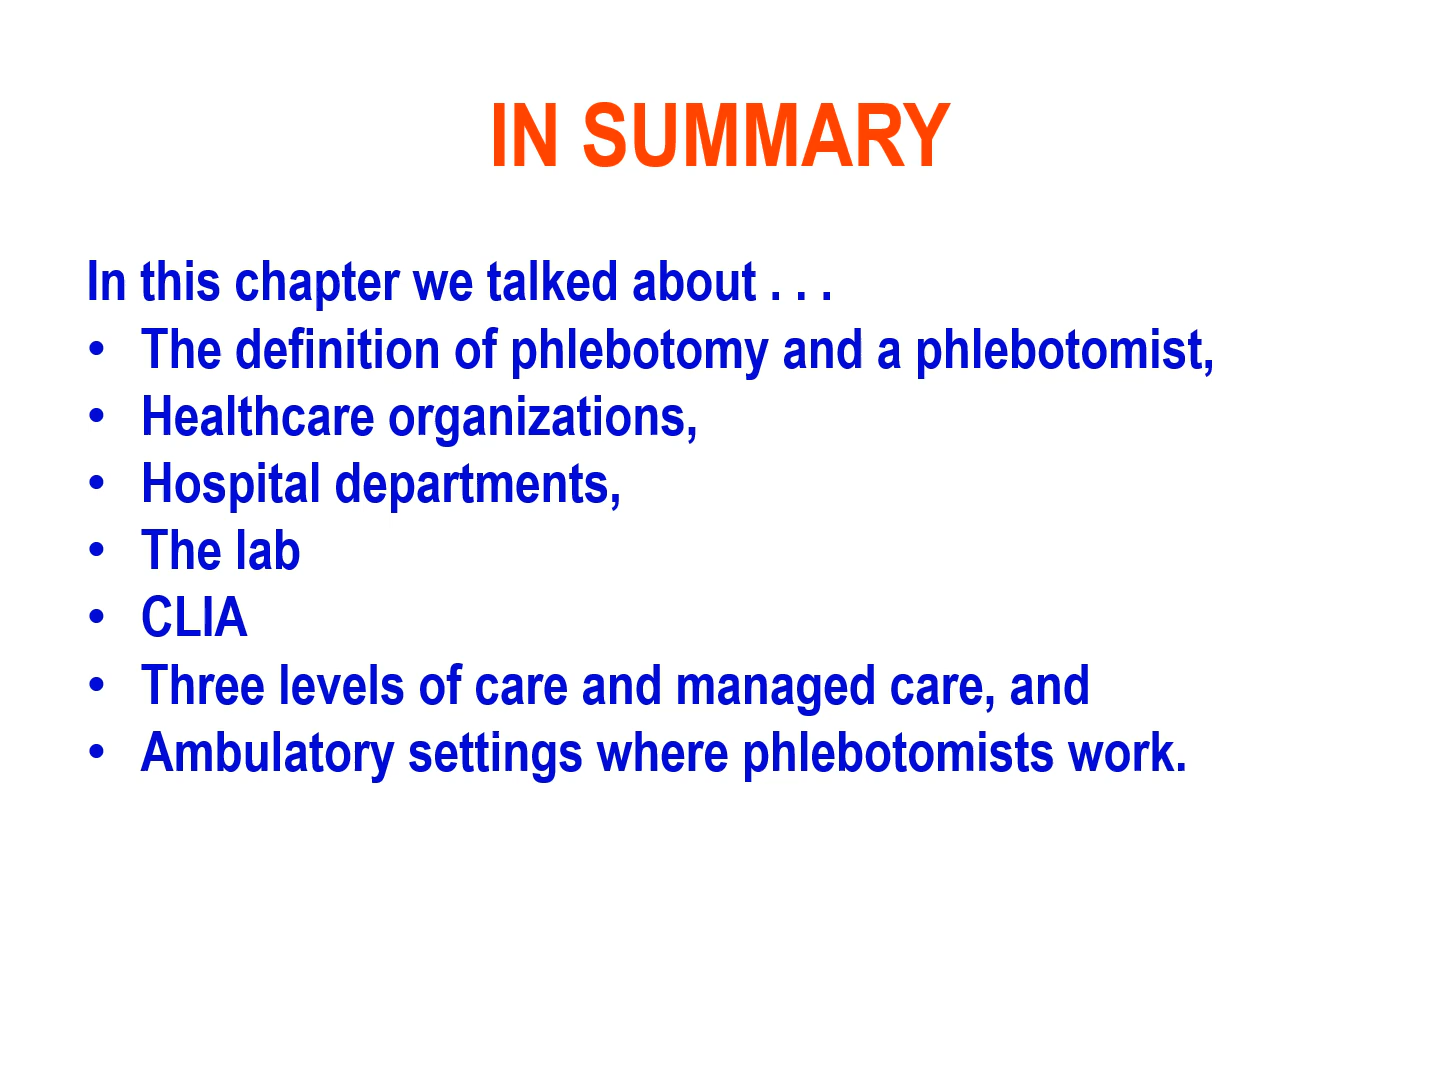 IN SUMMARY
In this chapter we talked about . . .
• The definition of phlebotomy and a phlebotomist,
• Healthcare organizations,
• Hospital departments,
• The lab
• CLIA
• Three levels of care and managed care, and
• Ambulatory settings where phlebotomists work.